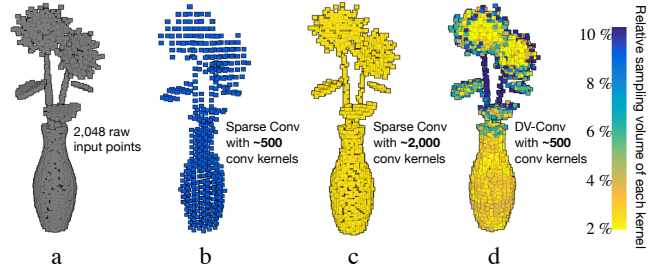 2,048 raw
input points
Sparse Conv
with ~500
conv kernels
Sparse Conv
with ~2,000
conv kernels
DV-Conv
with ~500
conv kernels
10 %
8 %
6 %
4 %
2 %
Relative sampling volume of each kernel
a
b
c
d